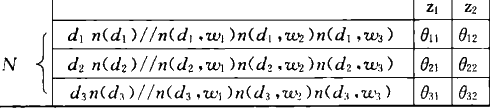 z₁ z₂
d₁ n(d₁)//n(d₁,w₁)n(d₁,w₂)n(d₁,w₃) θ₁₁ θ₁₂
N d₂ n(d₂)//n(d₂,w₁)n(d₂,w₂)n(d₂,w₃) θ₂₁ θ₂₂
d₃n(d₃)//n(d₃,w₁)n(d₃,w₂)n(d₃,w₃) θ₃₁ θ₃₂